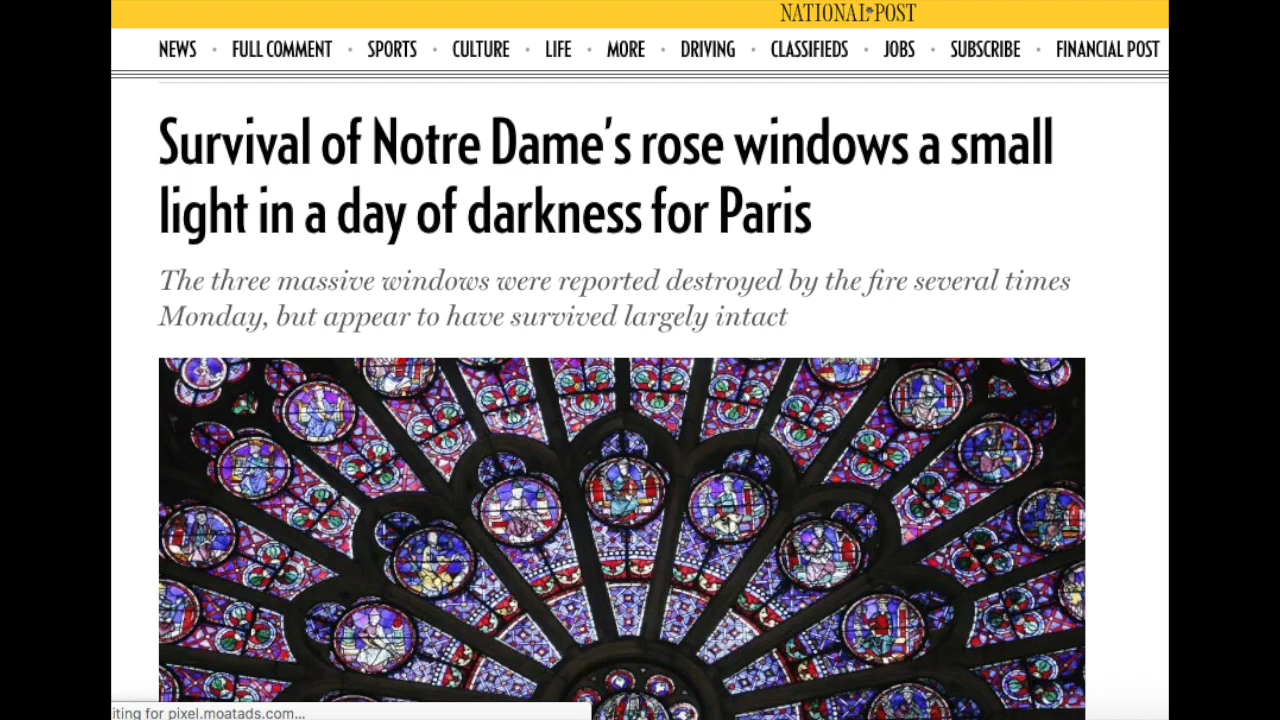 NATIONAL POST
NEWS • FULL COMMENT • SPORTS • CULTURE • LIFE • MORE • DRIVING • CLASSIFIEDS • JOBS • SUBSCRIBE • FINANCIAL POST
Survival of Notre Dame's rose windows a small
light in a day of darkness for Paris
The three massive windows were reported destroyed by the fire several times
Monday, but appear to have survived largely intact
iting for pixel.moatads.com...